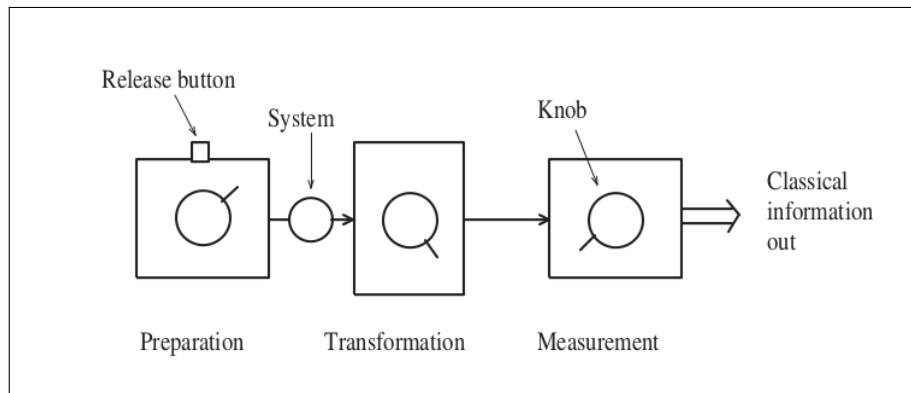 Release button
System
Knob
Classical
information
out
Preparation
Transformation
Measurement